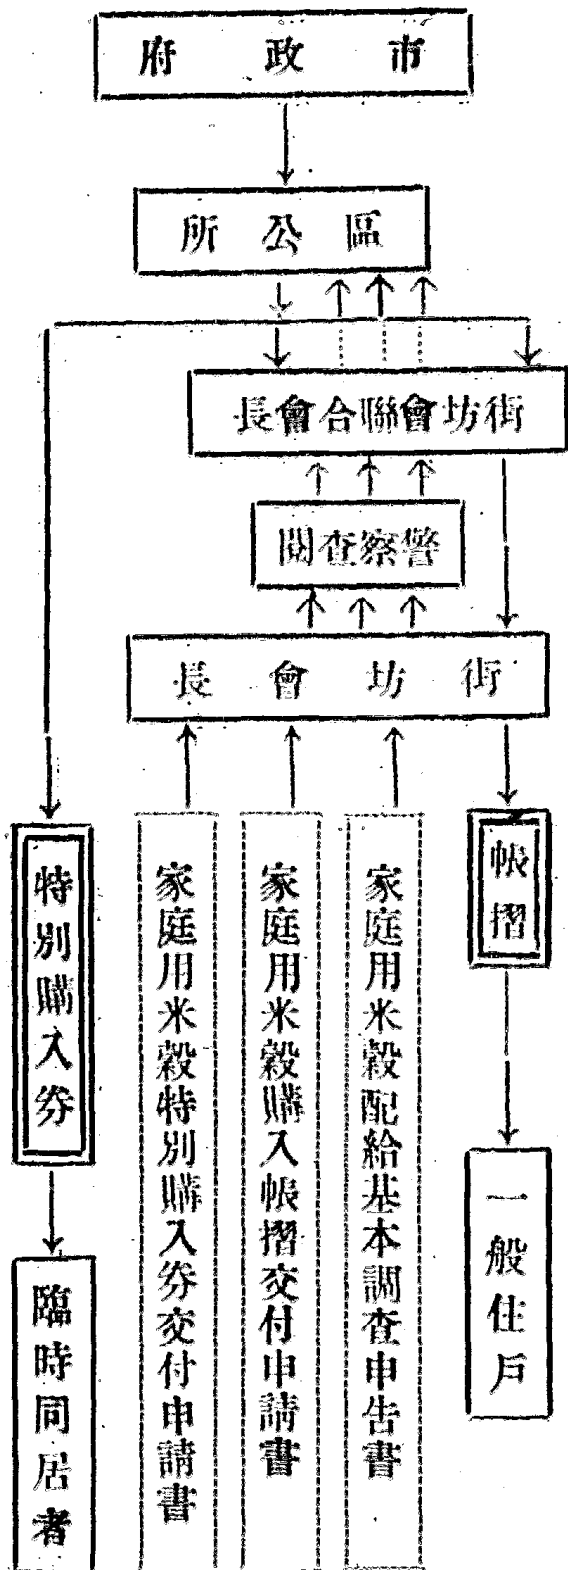 市政府
區公所
街坊會聯合會長
警察查閱
街坊會長
帳摺
一般住戶
家庭用米穀配給基本調查申告書
家庭用米穀購入帳摺交付申請書
家庭用米穀特別購入券交付申請書
特別購入券
臨時同居者